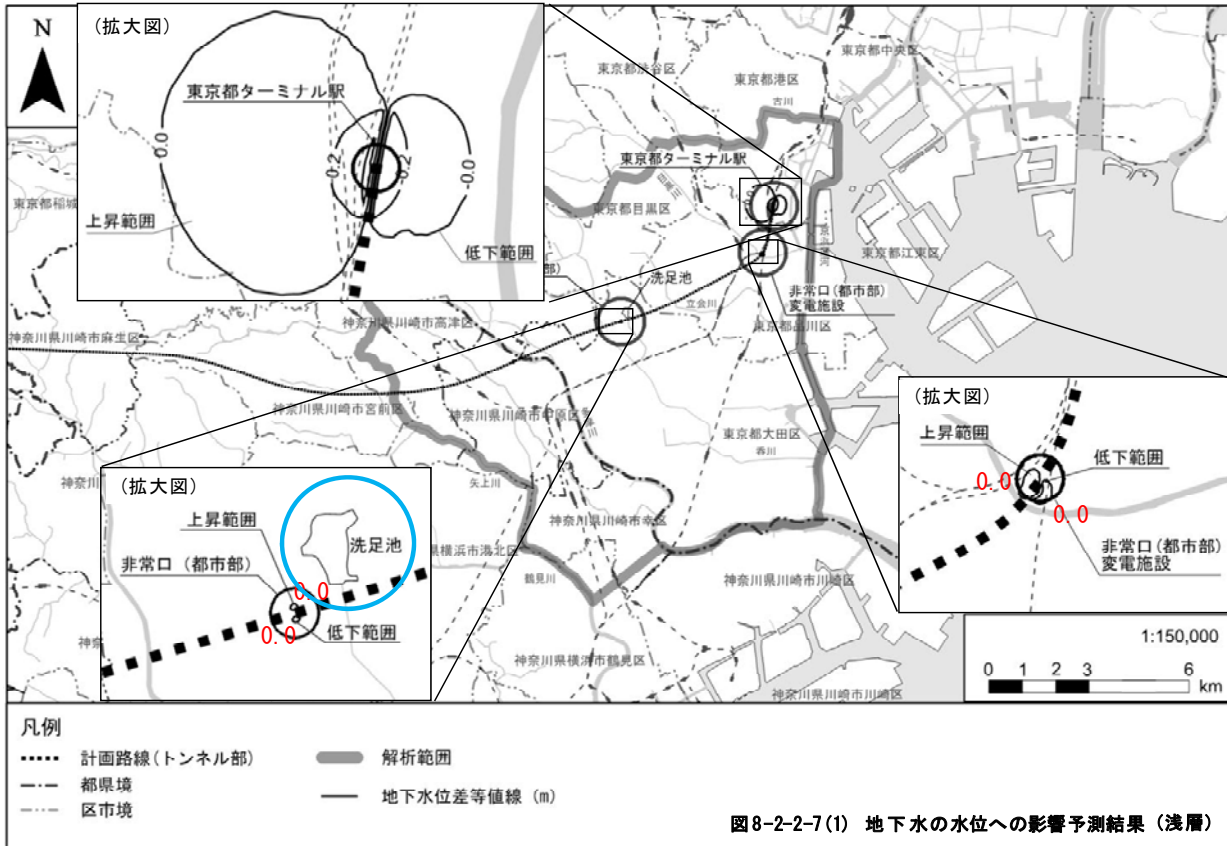 N
(拡大図)
東京都ターミナル駅
0.0
-0.2
0.2
-0.0
上昇範囲
低下範囲
東京都稲城
東京都渋谷区
東京都港区
東京都中央区
古川
東京都ターミナル駅
東京都目黒区
東京都江東区
部)
洗足池
立会川
非常口(都市部)
変電施設
東京都品川区
神奈川県川崎市麻生区
神奈川県川崎市高津区
神奈川県川崎市宮前区
神奈川県川崎市中原区
東京都大田区
呑川
矢上川
神奈川県川崎市幸区
県横浜市港北区
鶴見川
神奈川県川崎市川崎区
神奈川県横浜市鶴見区
神奈川県川崎市川崎区
神奈川
神奈
(拡大図)
上昇範囲
洗足池
非常口(都市部)
0.0
0.0
低下範囲
(拡大図)
上昇範囲
低下範囲
0.0
0.0
非常口(都市部)
変電施設
1:150,000
0 1 2 3 6
km
凡例
計画路線(トンネル部)
解析範囲
都県境
地下水位差等値線 (m)
区市境
図8-2-2-7(1) 地下水の水位への影響予測結果 (浅層)